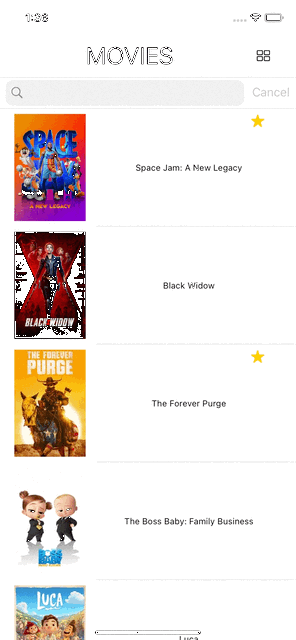 1:36
MOVIES
Cancel
SPACE JAM
A NEW LEGACY
Space Jam: A New Legacy
BLACK WIDOW
Black Widow
THE FOREVER
PURGE
The Forever Purge
BOSS BABY
The Boss Baby: Family Business
LUCA
Luca